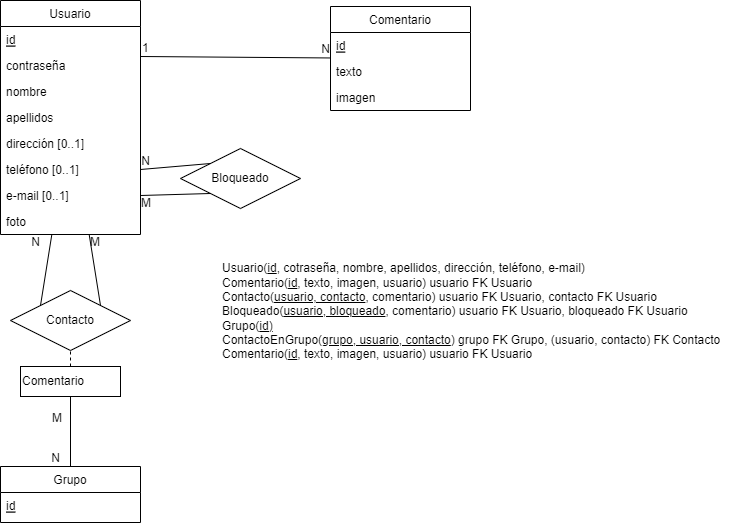 Usuario
id
contraseña
nombre
apellidos
dirección [0..1]
teléfono [0..1]
e-mail [0..1]
foto
1
N
Comentario
id
texto
imagen
N
M
Bloqueado
N
M
Contacto
Comentario
M
N
Grupo
id
Usuario(id, cotraseña, nombre, apellidos, dirección, teléfono, e-mail)
Comentario(id, texto, imagen, usuario) usuario FK Usuario
Contacto(usuario, contacto, comentario) usuario FK Usuario, contacto FK Usuario
Bloqueado(usuario, bloqueado, comentario) usuario FK Usuario, bloqueado FK Usuario
Grupo(id)
ContactoEnGrupo(grupo, usuario, contacto) grupo FK Grupo, (usuario, contacto) FK Contacto
Comentario(id, texto, imagen, usuario) usuario FK Usuario